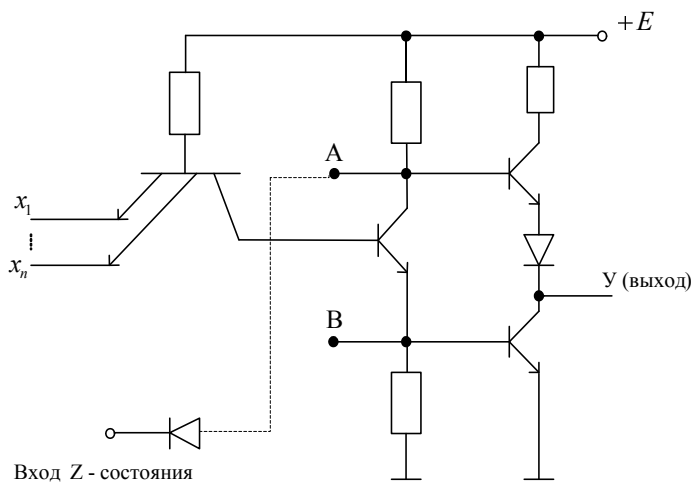 +E
A
x₁
xₙ
У (выход)
B
Вход Z - состояния